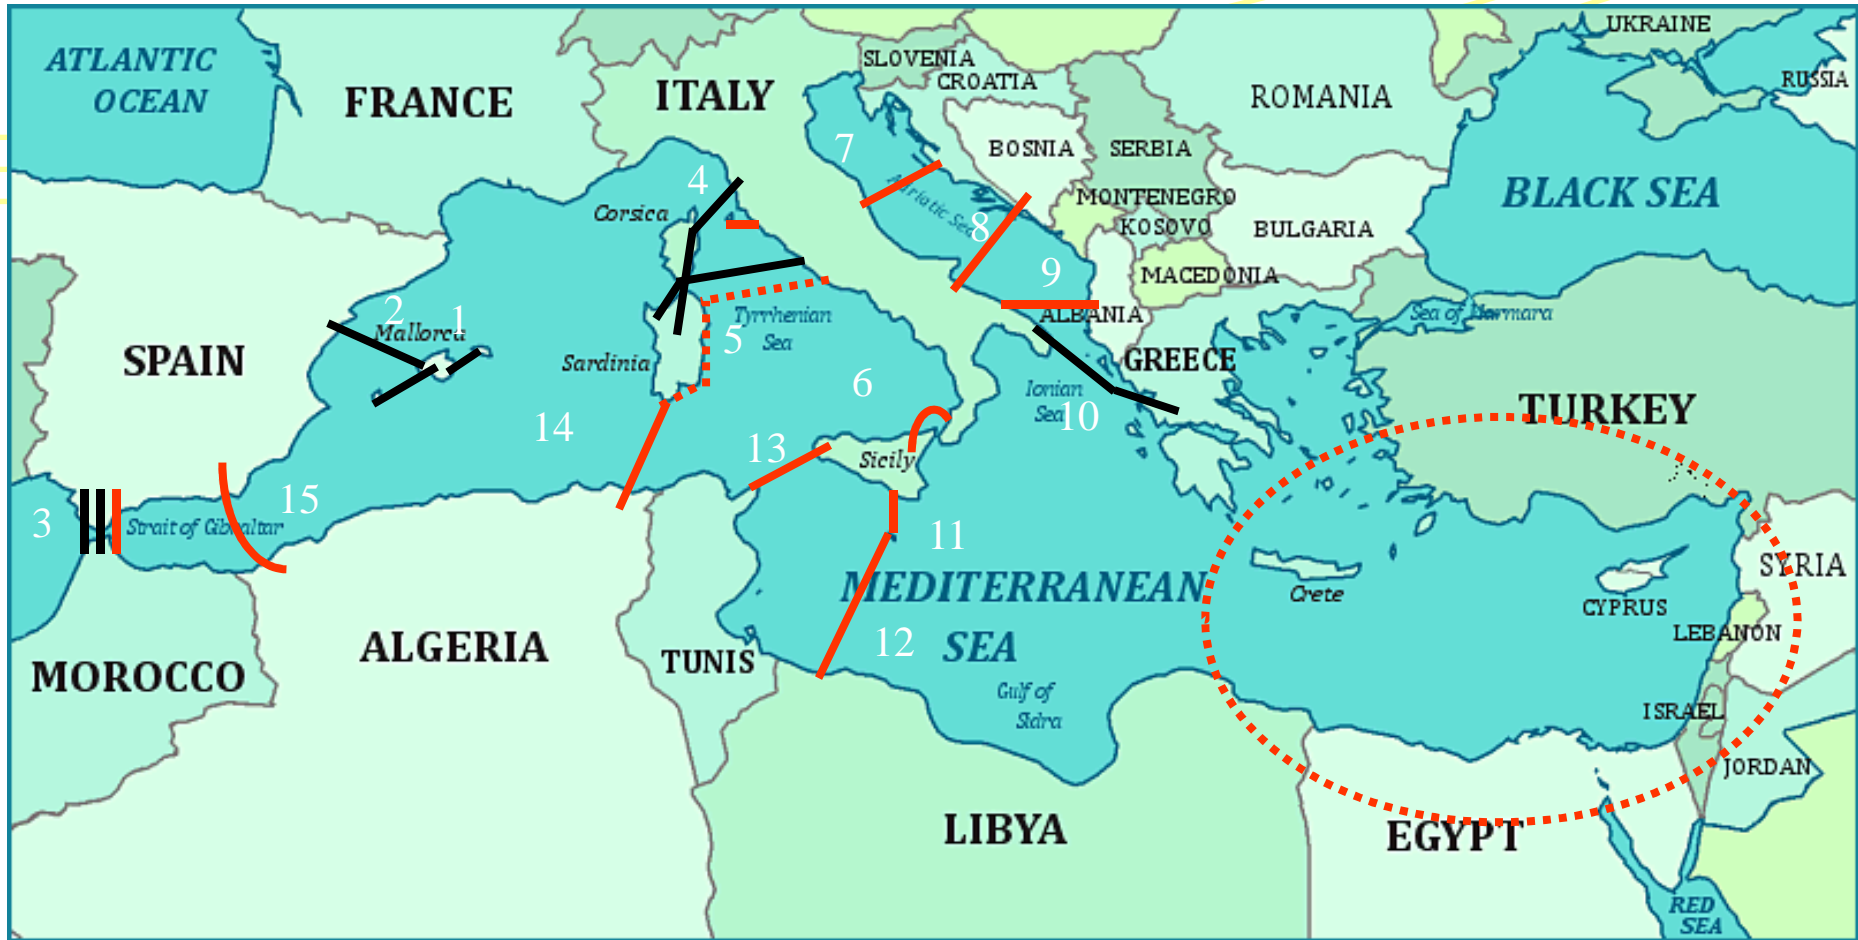 UKRAINE
ATLANTIC
OCEAN
SLOVENIA
CROATIA
RUSSIA
FRANCE
ITALY
ROMANIA
7
BOSNIA
SERBIA
4
Corsica
Adriatic Sea
MONTENEGRO
BLACK SEA
8
KOSOVO
BULGARIA
9
MACEDONIA
2
1
Mallorca
5
Tyrrhenian
Sea
ALBANIA
Sea of Marmara
SPAIN
Sardinia
GREECE
6
Ionian
Sea
10
TURKEY
14
13
Sicily
15
3
Strait of Gibraltar
11
MEDITERRANEAN
SEA
Crete
CYPRUS
SYRIA
LEBANON
12
ALGERIA
TUNIS
MOROCCO
Gulf of
Sidra
ISRAEL
JORDAN
LIBYA
EGYPT
RED
SEA